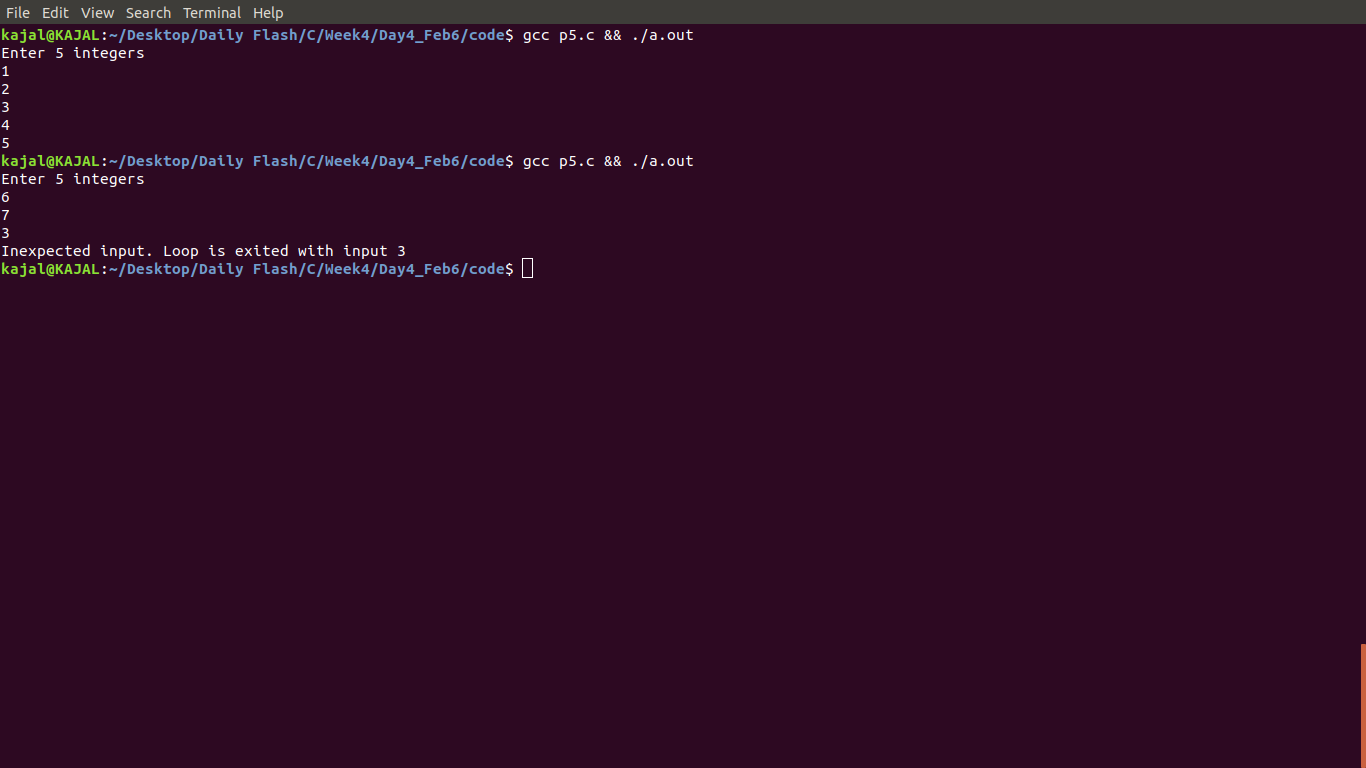 File Edit View Search Terminal Help
kajal@KAJAL:~/Desktop/Daily Flash/C/Week4/Day4_Feb6/code$ gcc p5.c && ./a.out
Enter 5 integers
1
2
3
4
5
kajal@KAJAL:~/Desktop/Daily Flash/C/Week4/Day4_Feb6/code$ gcc p5.c && ./a.out
Enter 5 integers
6
7
3
Inexpected input. Loop is exited with input 3
kajal@KAJAL:~/Desktop/Daily Flash/C/Week4/Day4_Feb6/code$